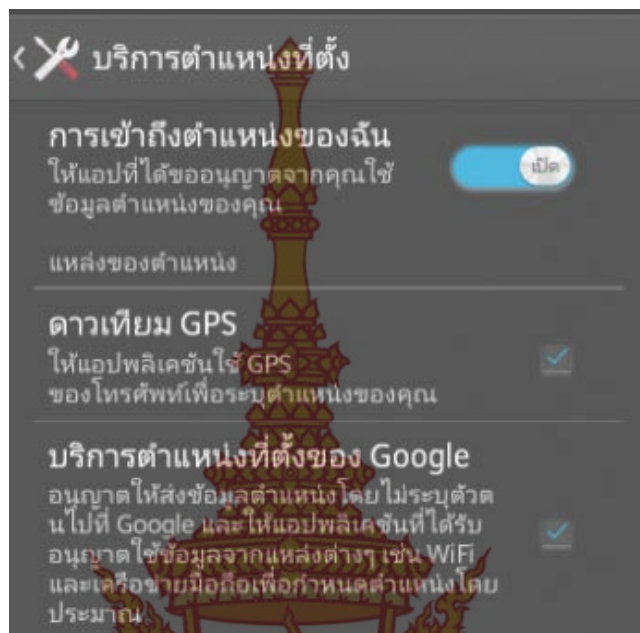 บริการตำแหน่งที่ตั้ง
การเข้าถึงตำแหน่งของฉัน
ให้แอปที่ได้ขออนุญาตจากคุณใช้
ข้อมูลตำแหน่งของคุณ
เปิด
แหล่งของตำแหน่ง
ดาวเทียม GPS
ให้แอปพลิเคชันใช้ GPS
ของโทรศัพท์เพื่อระบุตำแหน่งของคุณ
บริการตำแหน่งที่ตั้งของ Google
อนุญาตให้ส่งข้อมูลตำแหน่งโดยไม่ระบุตัวต
นไปที่ Google และให้แอปพลิเคชันที่ได้รับ
อนุญาตใช้ข้อมูลจากแหล่งต่างๆ เช่น WiFi
และเครือข่ายมือถือเพื่อกำหนดตำแหน่งโดย
ประมาณ